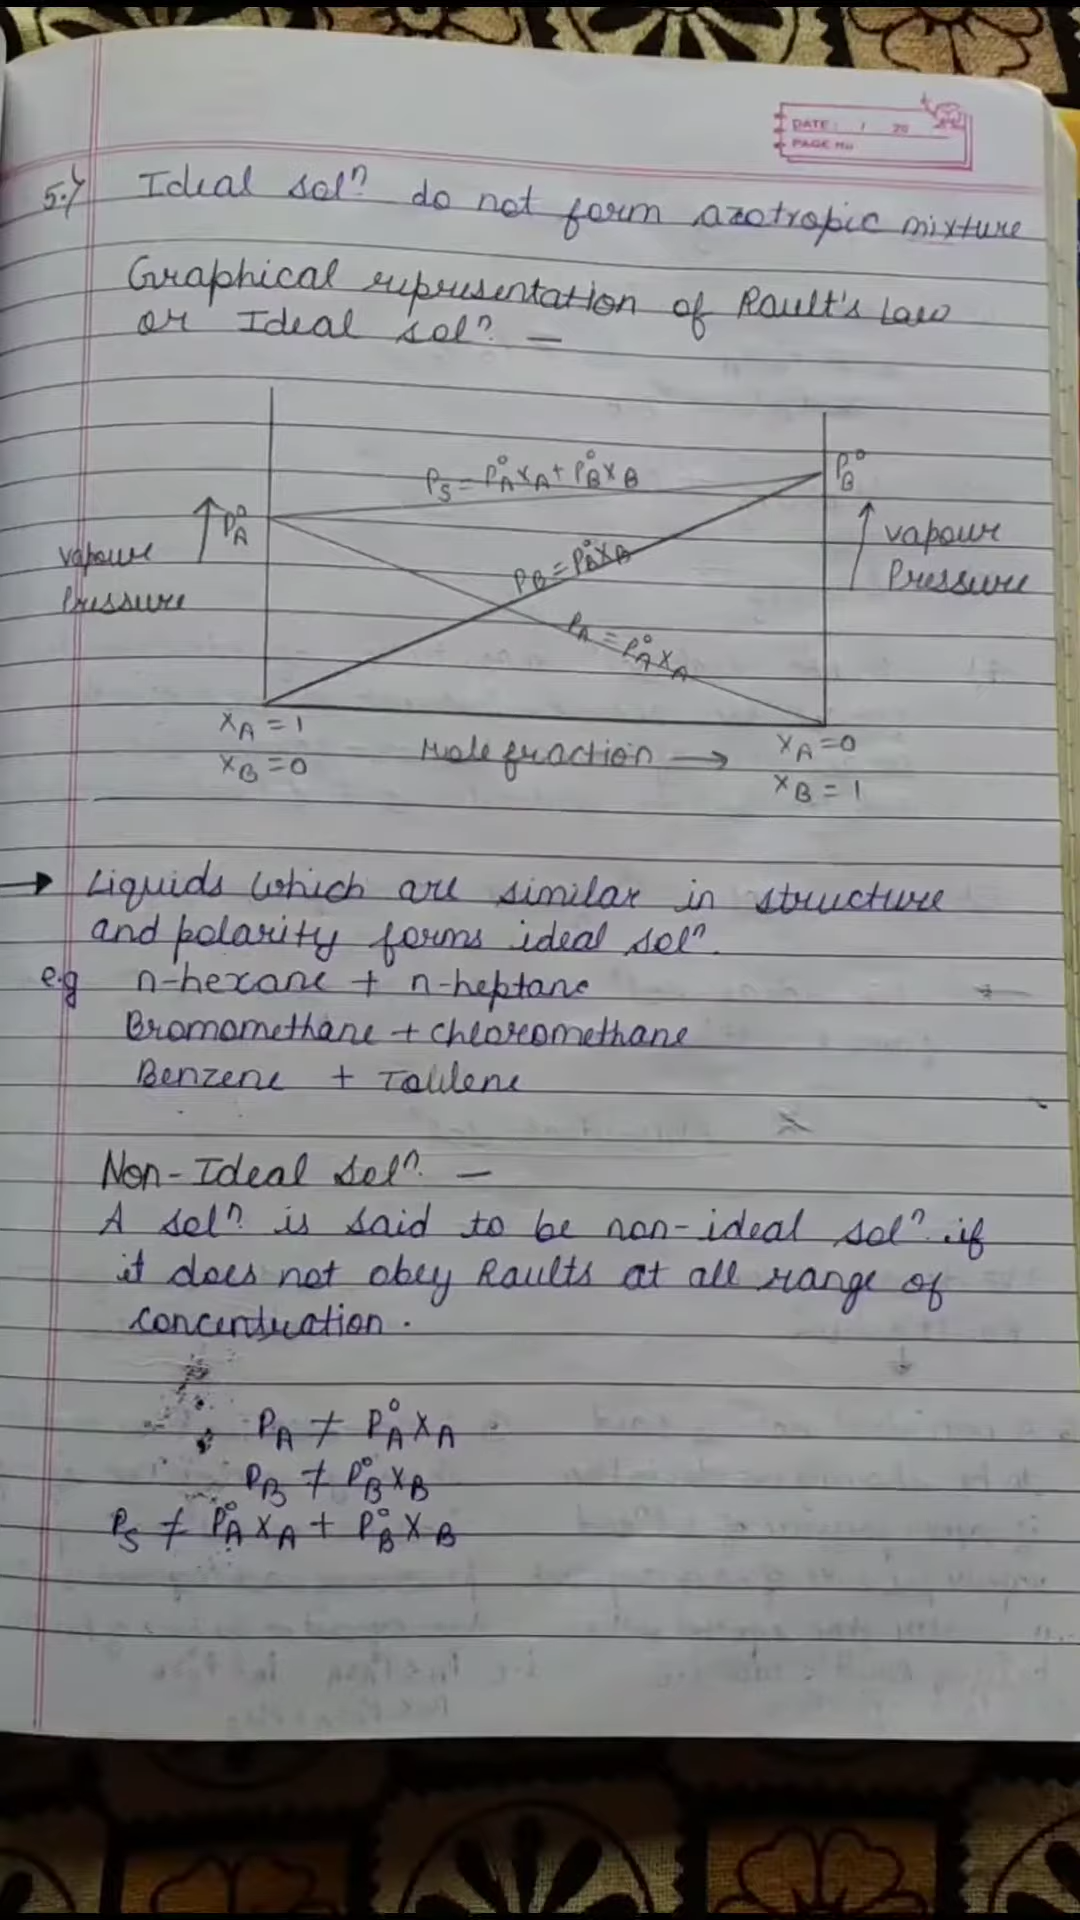 DATE: / 20
PAGE No
5.) Ideal solⁿ. do not form azotropic mixture
Graphical representation of Rault's Law
or Ideal solⁿ. —
Ps = P°A XA + P°B XB
P°B
P°A
vapour
Pressure
vapour
Pressure
PB = P°B XB
PA = P°A XA
XA = 1
XB = 0
Mole fraction →
XA = 0
XB = 1
→ Liquids which are similar in structure
and polarity forms ideal solⁿ.
e.g n-hexane + n-heptane
Bromomethane + chloromethane
Benzene + Toluene
Non-Ideal solⁿ. —
A solⁿ. is said to be non-ideal solⁿ. if
it does not obey Raults at all range of
concentration.
PA ≠ P°A XA
PB ≠ P°B XB
Ps ≠ P°A XA + P°B XB